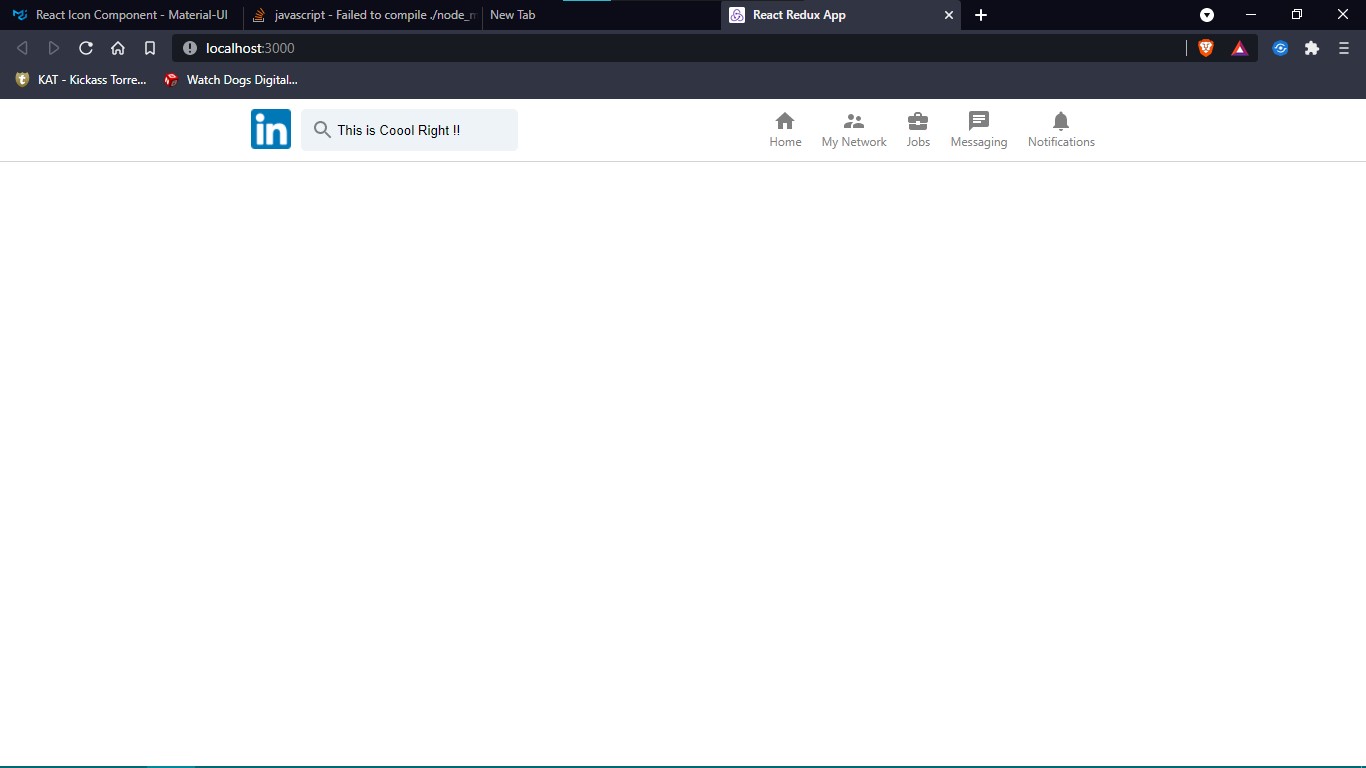 React Icon Component - Material-UI
javascript - Failed to compile ./node_m
New Tab
React Redux App
localhost:3000
KAT - Kickass Torre...
Watch Dogs Digital...
in
This is Coool Right !!
Home
My Network
Jobs
Messaging
Notifications